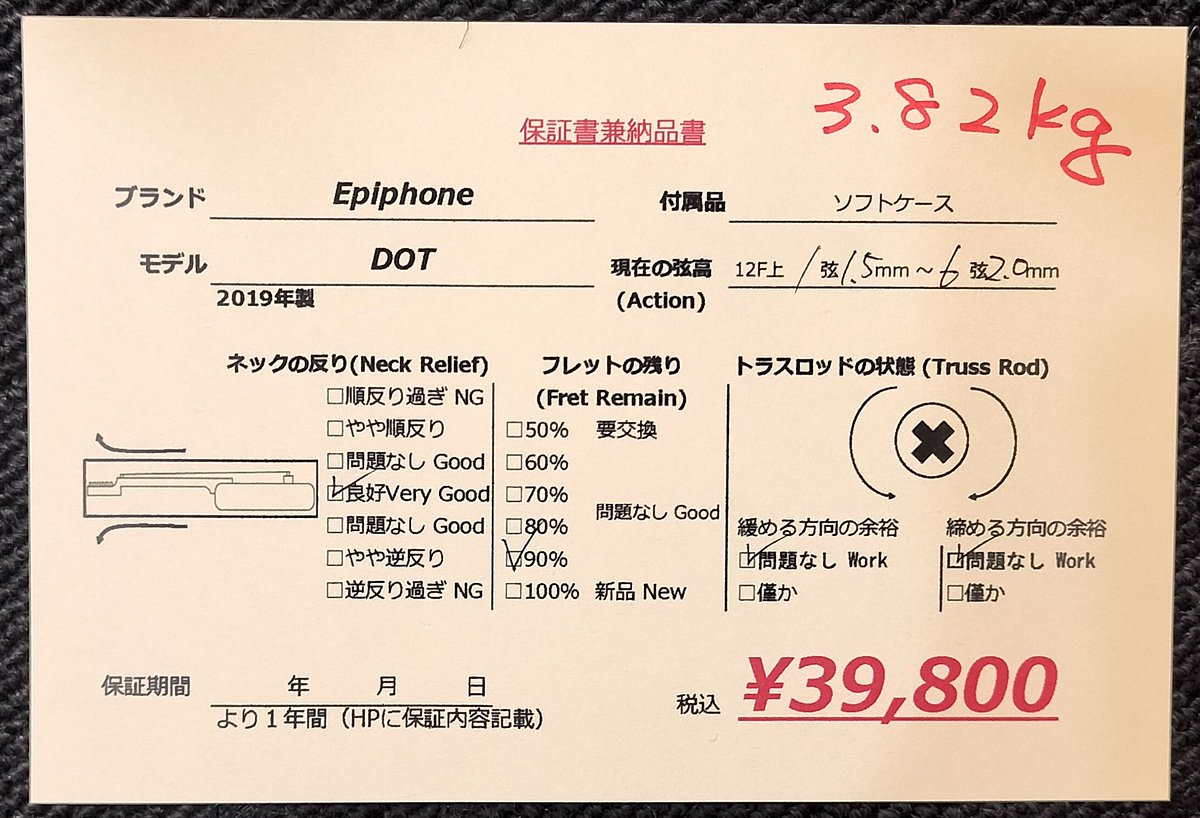 3.82kg
保証書兼納品書
ブランド Epiphone
付属品 ソフトケース
モデル DOT
2019年製
現在の弦高 12F上 1弦1.5mm～6弦2.0mm
(Action)
ネックの反り(Neck Relief)
□順反り過ぎ NG
□やや順反り
□問題なし Good
☑良好Very Good
□問題なし Good
□やや逆反り
□逆反り過ぎ NG
フレットの残り
(Fret Remain)
□50% 要交換
□60%
□70%
問題なし Good
□80%
☑90%
□100% 新品 New
トラスロッドの状態 (Truss Rod)
緩める方向の余裕
☑問題なし Work
□僅か
締める方向の余裕
☑問題なし Work
□僅か
保証期間 年 月 日
より1年間（HPに保証内容記載）
税込 ¥39,800